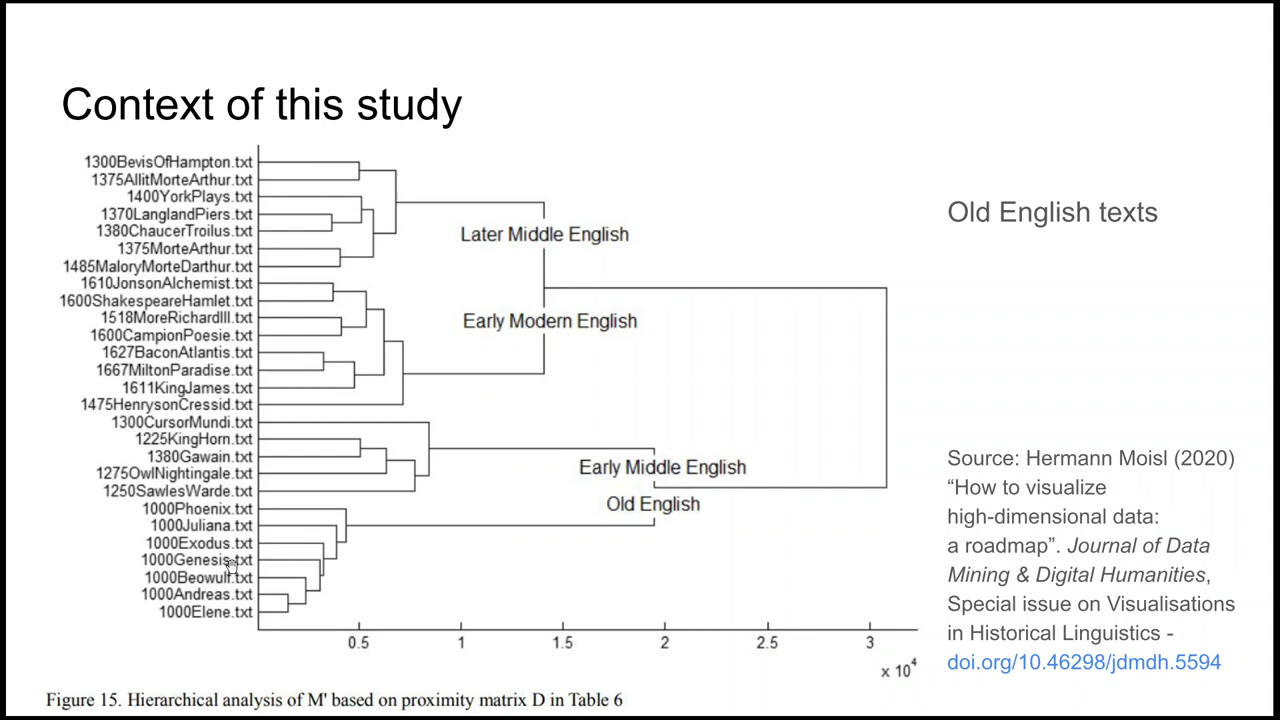 Context of this study
1300BevisOfHampton.txt
1375AllitMorteArthur.txt
1400YorkPlays.txt
1370LanglandPiers.txt
1380ChaucerTroilus.txt
1375MorteArthur.txt
1485MaloryMorteDarthur.txt
1610JonsonAlchemist.txt
1600ShakespeareHamlet.txt
1518MoreRichardIII.txt
1600CampionPoesie.txt
1627BaconAtlantis.txt
1667MiltonParadise.txt
1611KingJames.txt
1475HenrysonCressid.txt
1300CursorMundi.txt
1225KingHorn.txt
1380Gawain.txt
1275OwlNightingale.txt
1250SawlesWarde.txt
1000Phoenix.txt
1000Juliana.txt
1000Exodus.txt
1000Genesis.txt
1000Beowulf.txt
1000Andreas.txt
1000Elene.txt
Later Middle English
Early Modern English
Early Middle English
Old English
0.5 1 1.5 2 2.5 3
x 10⁴
Figure 15. Hierarchical analysis of M' based on proximity matrix D in Table 6
Old English texts
Source: Hermann Moisl (2020)
“How to visualize
high-dimensional data:
a roadmap”. Journal of Data
Mining & Digital Humanities,
Special issue on Visualisations
in Historical Linguistics -
doi.org/10.46298/jdmdh.5594